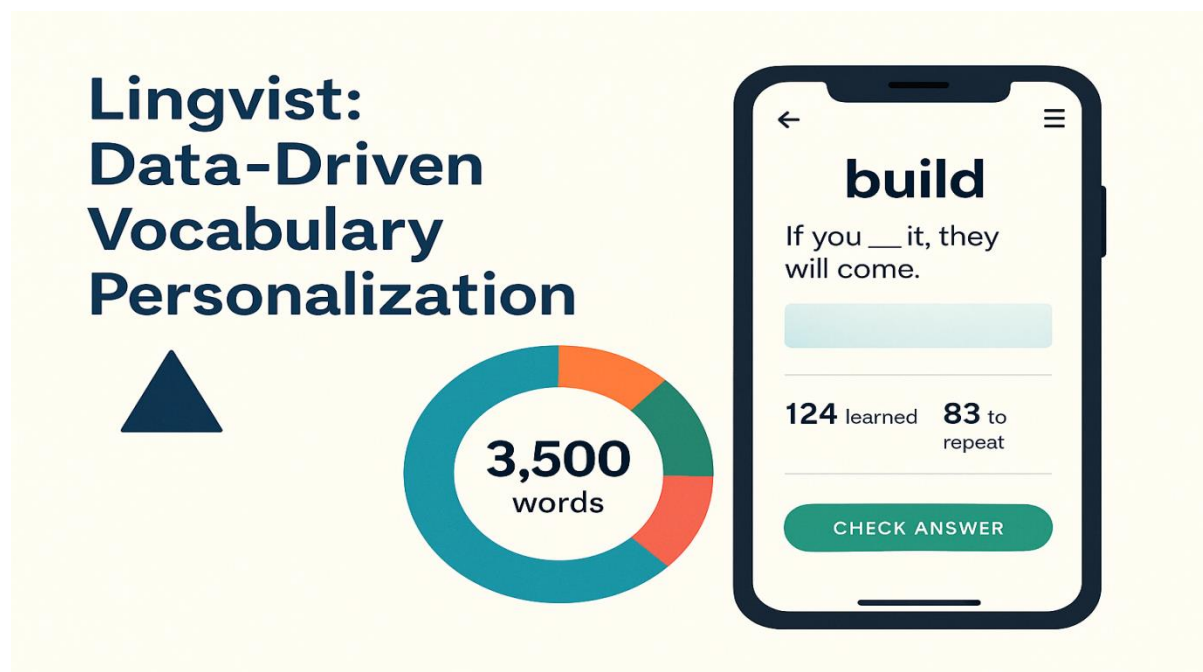 Lingvist:
Data-Driven
Vocabulary
Personalization
3,500
words
build
If you __ it, they
will come.
124 learned
83 to
repeat
CHECK ANSWER